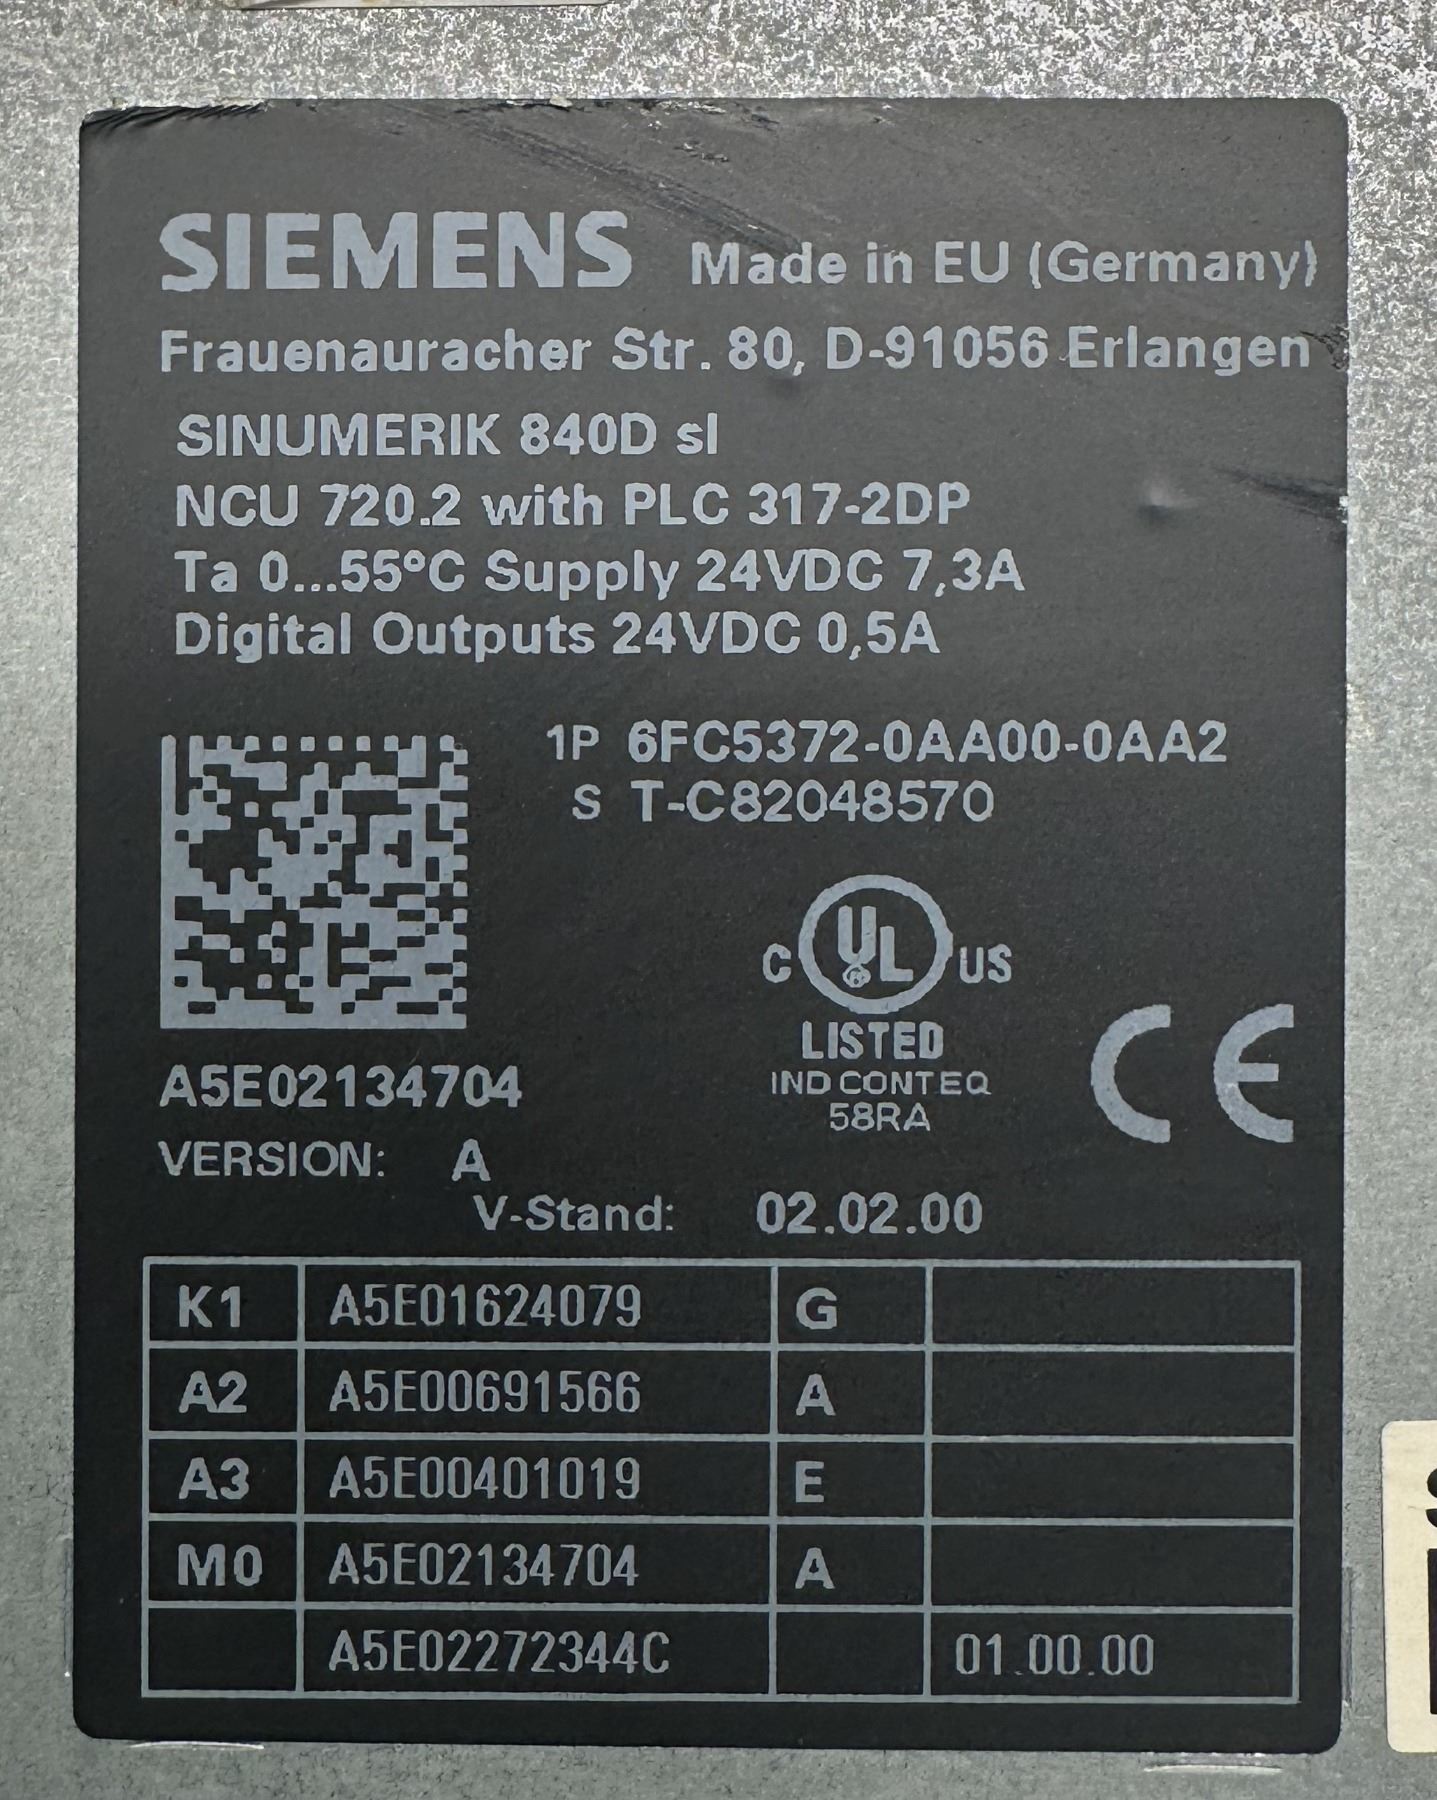 SIEMENS Made in EU (Germany)
Frauenauracher Str. 80, D-91056 Erlangen
SINUMERIK 840D sl
NCU 720.2 with PLC 317-2DP
Ta 0...55°C Supply 24VDC 7,3A
Digital Outputs 24VDC 0,5A
1P 6FC5372-0AA00-0AA2
S T-C82048570
C UL US
LISTED
IND CONT EQ
58RA
CE
A5E02134704
VERSION: A
V-Stand: 02.02.00
K1 A5E01624079 G
A2 A5E00691566 A
A3 A5E00401019 E
M0 A5E02134704 A
A5E02272344C 01.00.00